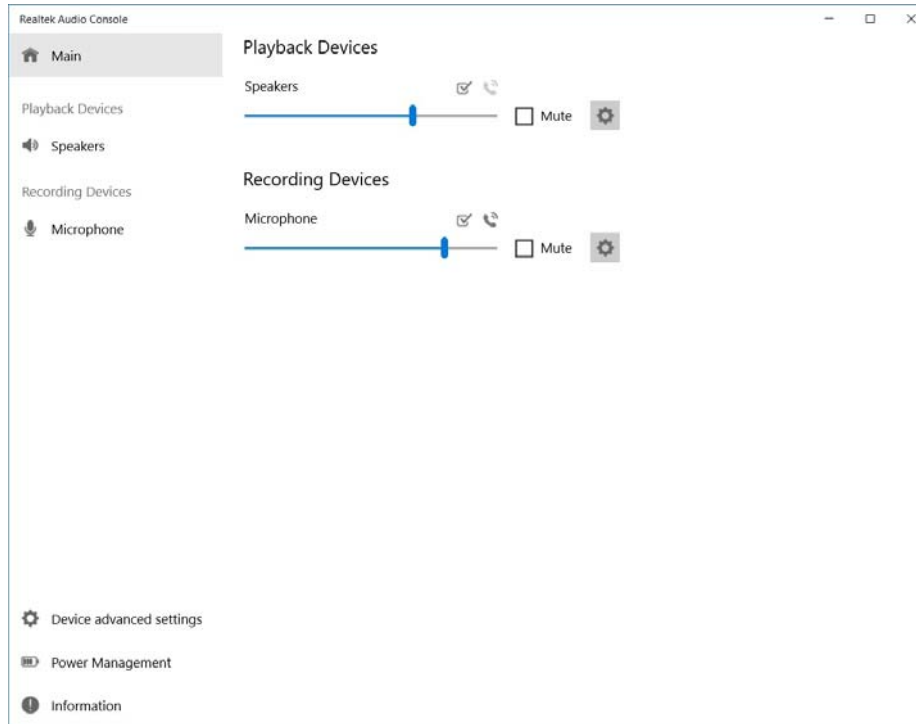 Realtek Audio Console
Main
Playback Devices
Speakers
Recording Devices
Microphone
Device advanced settings
Power Management
Information
Playback Devices
Speakers
Mute
Recording Devices
Microphone
Mute